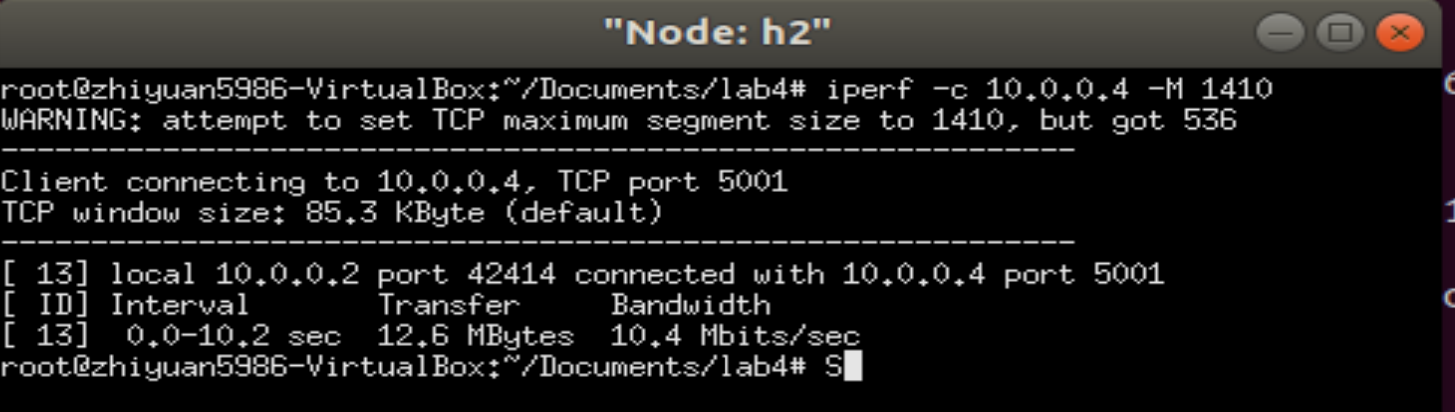 "Node: h2"
root@zhiyuan5986-VirtualBox:~/Documents/lab4# iperf -c 10.0.0.4 -M 1410
WARNING: attempt to set TCP maximum segment size to 1410, but got 536
------------------------------------------------------------
Client connecting to 10.0.0.4, TCP port 5001
TCP window size: 85.3 KByte (default)
------------------------------------------------------------
[ 13] local 10.0.0.2 port 42414 connected with 10.0.0.4 port 5001
[ ID] Interval       Transfer     Bandwidth
[ 13]  0.0-10.2 sec  12.6 MBytes  10.4 Mbits/sec
root@zhiyuan5986-VirtualBox:~/Documents/lab4# S